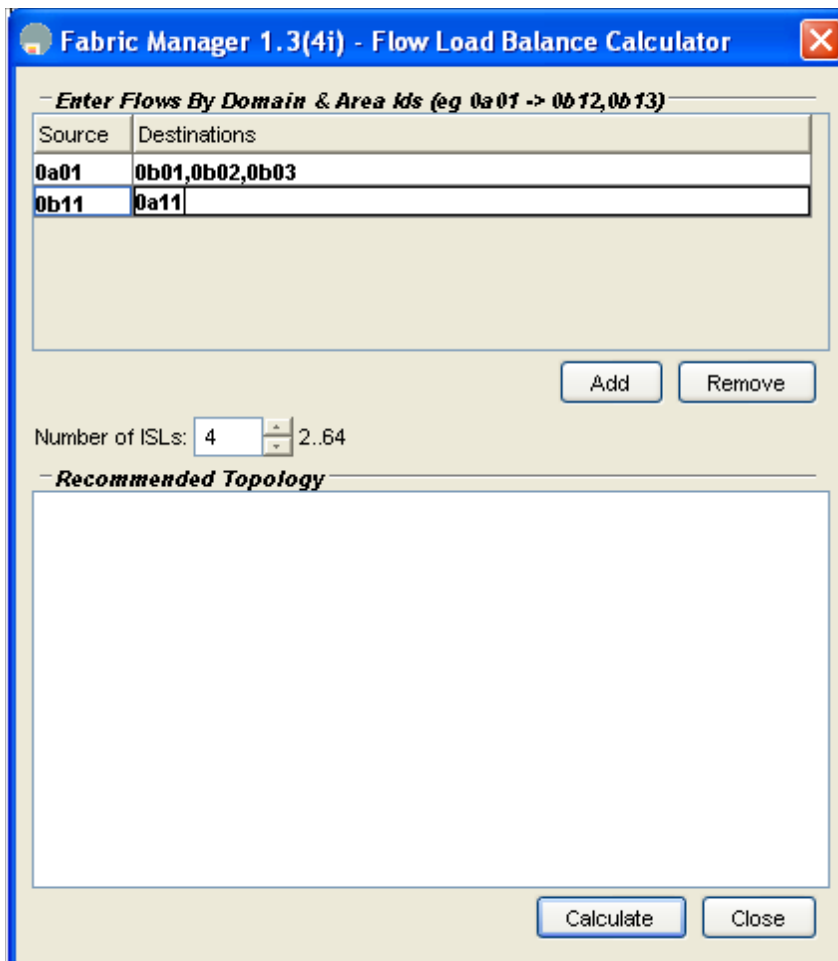 Fabric Manager 1.3(4i) - Flow Load Balance Calculator
Enter Flows By Domain & Area Ids (eg 0a01 -> 0b12,0b13)
Source Destinations
0a01 0b01,0b02,0b03
0b11 0a11
Add Remove
Number of ISLs: 4 2..64
Recommended Topology
Calculate Close